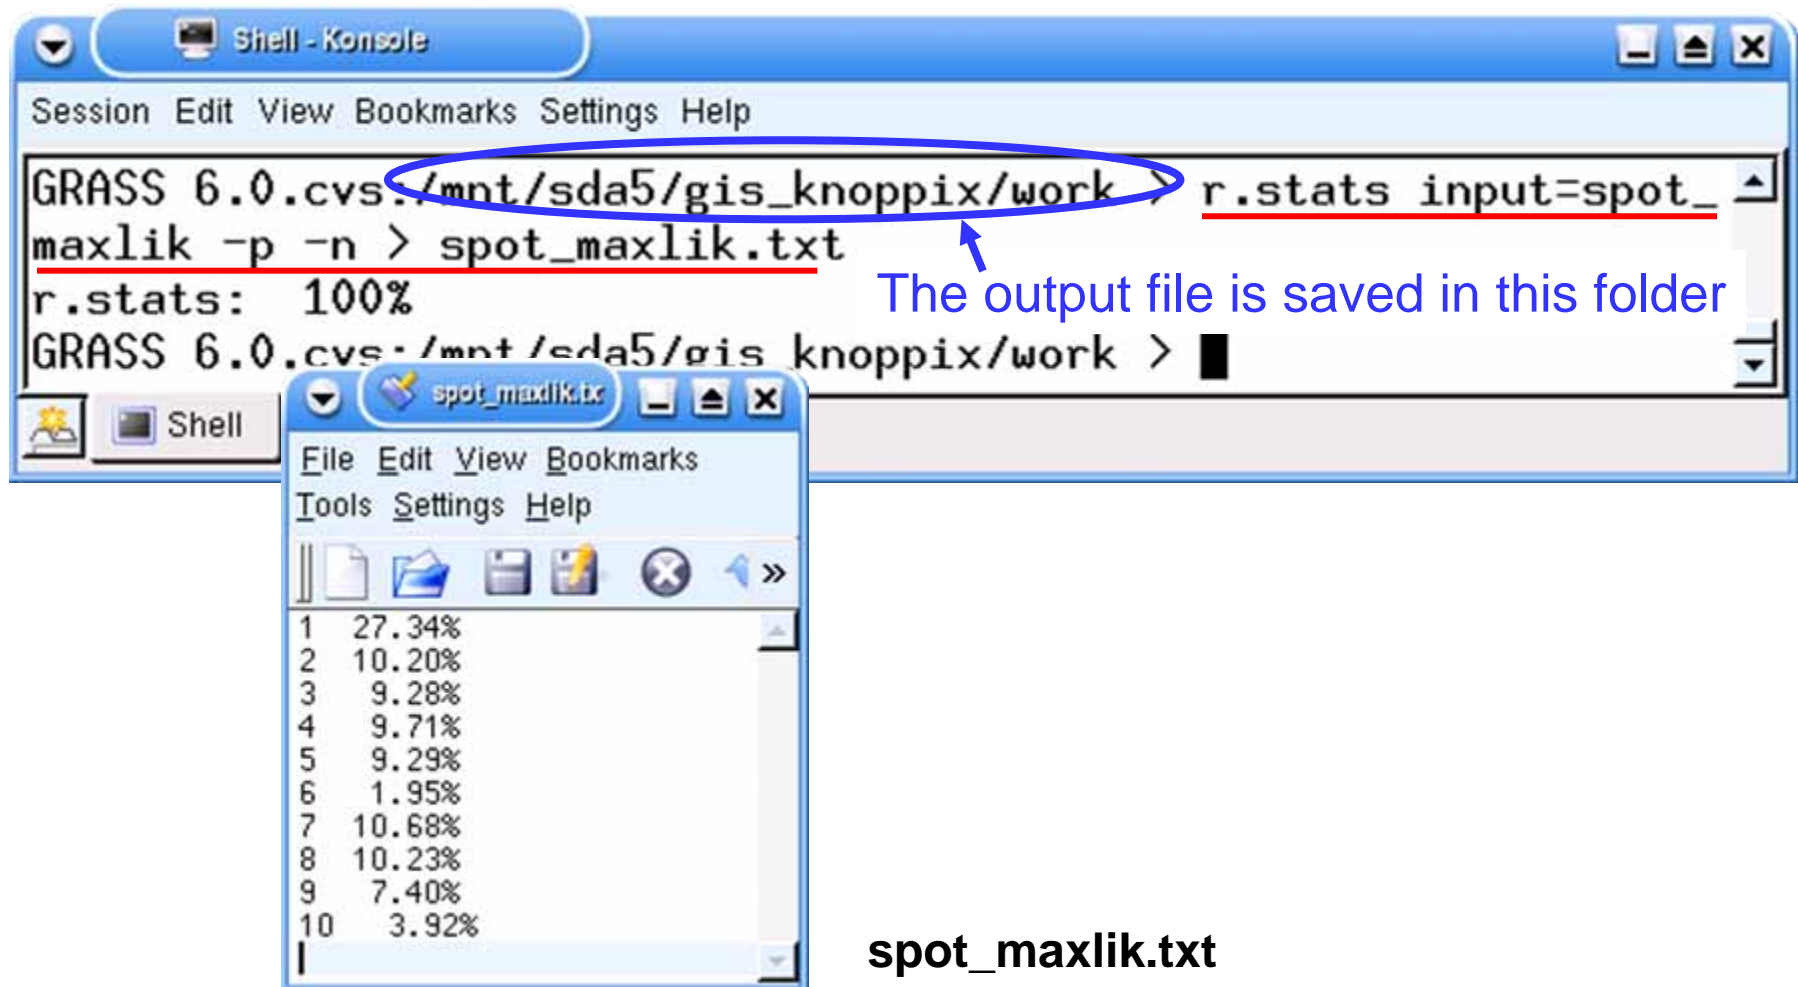 Shell - Konsole
Session Edit View Bookmarks Settings Help
GRASS 6.0.cvs:/mnt/sda5/gis_knoppix/work > r.stats input=spot_
maxlik -p -n > spot_maxlik.txt
The output file is saved in this folder
r.stats: 100%
GRASS 6.0.cvs:/mnt/sda5/gis_knoppix/work >
Shell
spot_maxlik.tx
File Edit View Bookmarks
Tools Settings Help
1 27.34%
2 10.20%
3 9.28%
4 9.71%
5 9.29%
6 1.95%
7 10.68%
8 10.23%
9 7.40%
10 3.92%
spot_maxlik.txt